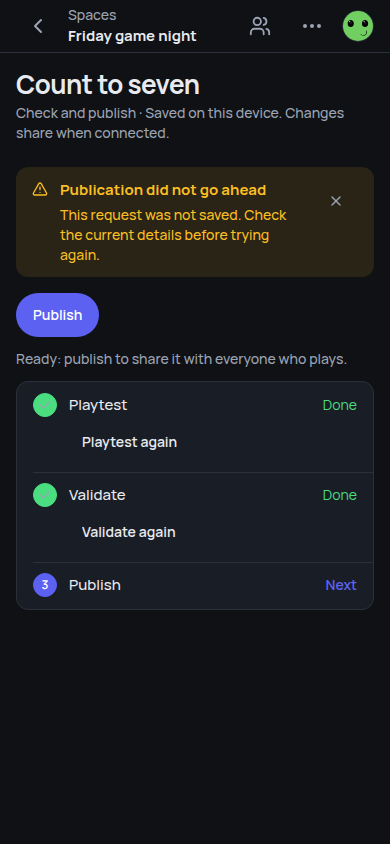 Spaces
Friday game night
Count to seven
Check and publish · Saved on this device. Changes
share when connected.
Publication did not go ahead
This request was not saved. Check
the current details before trying
again.
Publish
Ready: publish to share it with everyone who plays.
Playtest
Done
Playtest again
Validate
Done
Validate again
3
Publish
Next